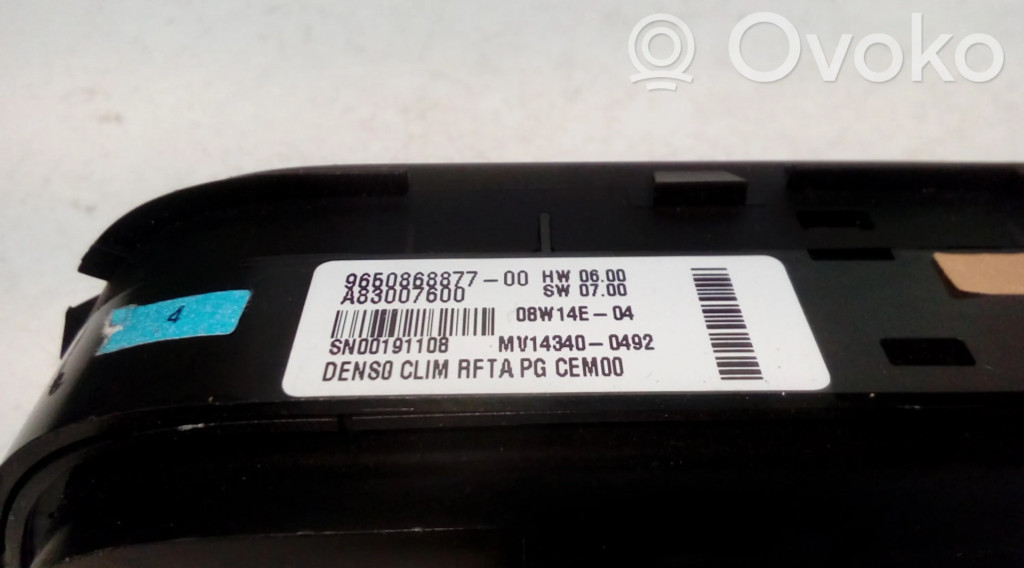 Ovoko
9650868877-00 HW 06.00
A83007600 SW 07.00
08W14E-04
SN00191108 MV14340-0492
DENSO CLIM RFTA PG CEM00
4